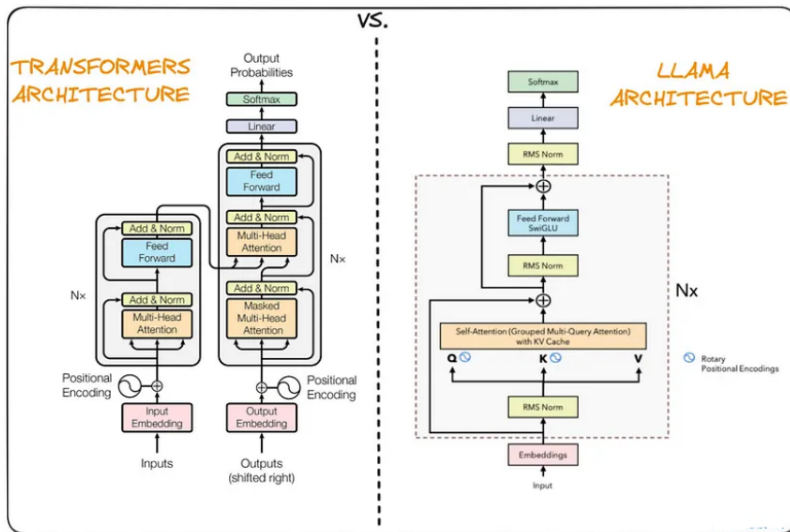 VS.
TRANSFORMERS
ARCHITECTURE
Output
Probabilities
Softmax
Linear
Add & Norm
Feed
Forward
Add & Norm
Multi-Head
Attention
Nx
Add & Norm
Masked
Multi-Head
Attention
Positional
Encoding
Output
Embedding
Outputs
(shifted right)
Add & Norm
Feed
Forward
Nx
Add & Norm
Multi-Head
Attention
Positional
Encoding
Input
Embedding
Inputs
LLAMA
ARCHITECTURE
Softmax
Linear
RMS Norm
Feed Forward
SwiGLU
RMS Norm
Nx
Self-Attention (Grouped Multi-Query Attention)
with KV Cache
Q K V
Rotary
Positional Encodings
RMS Norm
Embeddings
Input